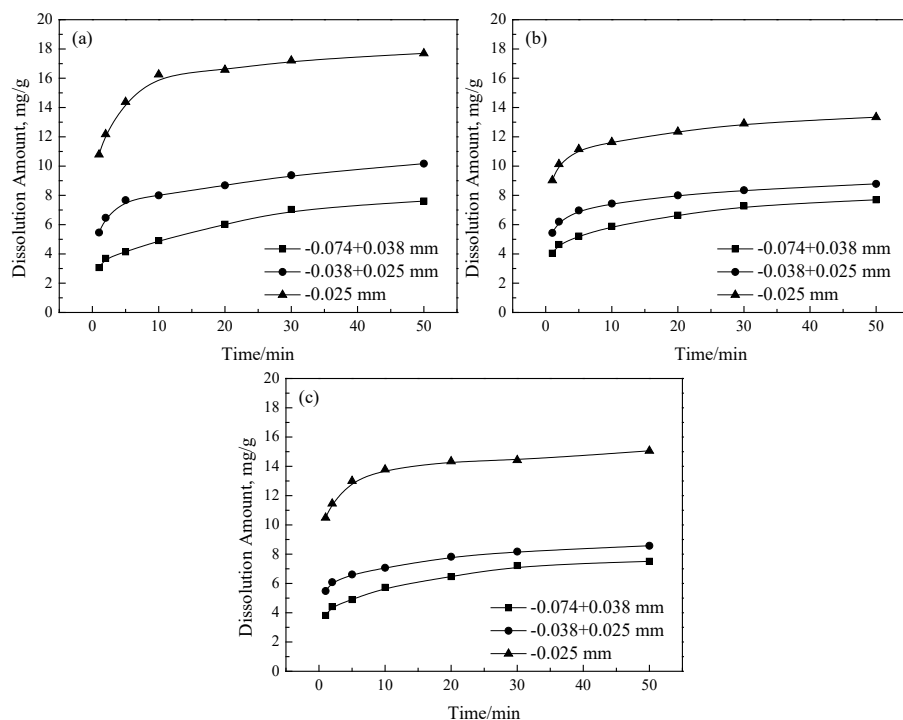 (a)
20
18
16
14
12
10
8
6
4
2
0
Dissolution Amount, mg/g
-0.074+0.038 mm
-0.038+0.025 mm
-0.025 mm
0 10 20 30 40 50
Time/min
(b)
20
18
16
14
12
10
8
6
4
2
0
Dissolution Amount, mg/g
-0.074+0.038 mm
-0.038+0.025 mm
-0.025 mm
0 10 20 30 40 50
Time/min
(c)
20
18
16
14
12
10
8
6
4
2
0
Dissolution Amount, mg/g
-0.074+0.038 mm
-0.038+0.025 mm
-0.025 mm
0 10 20 30 40 50
Time/min